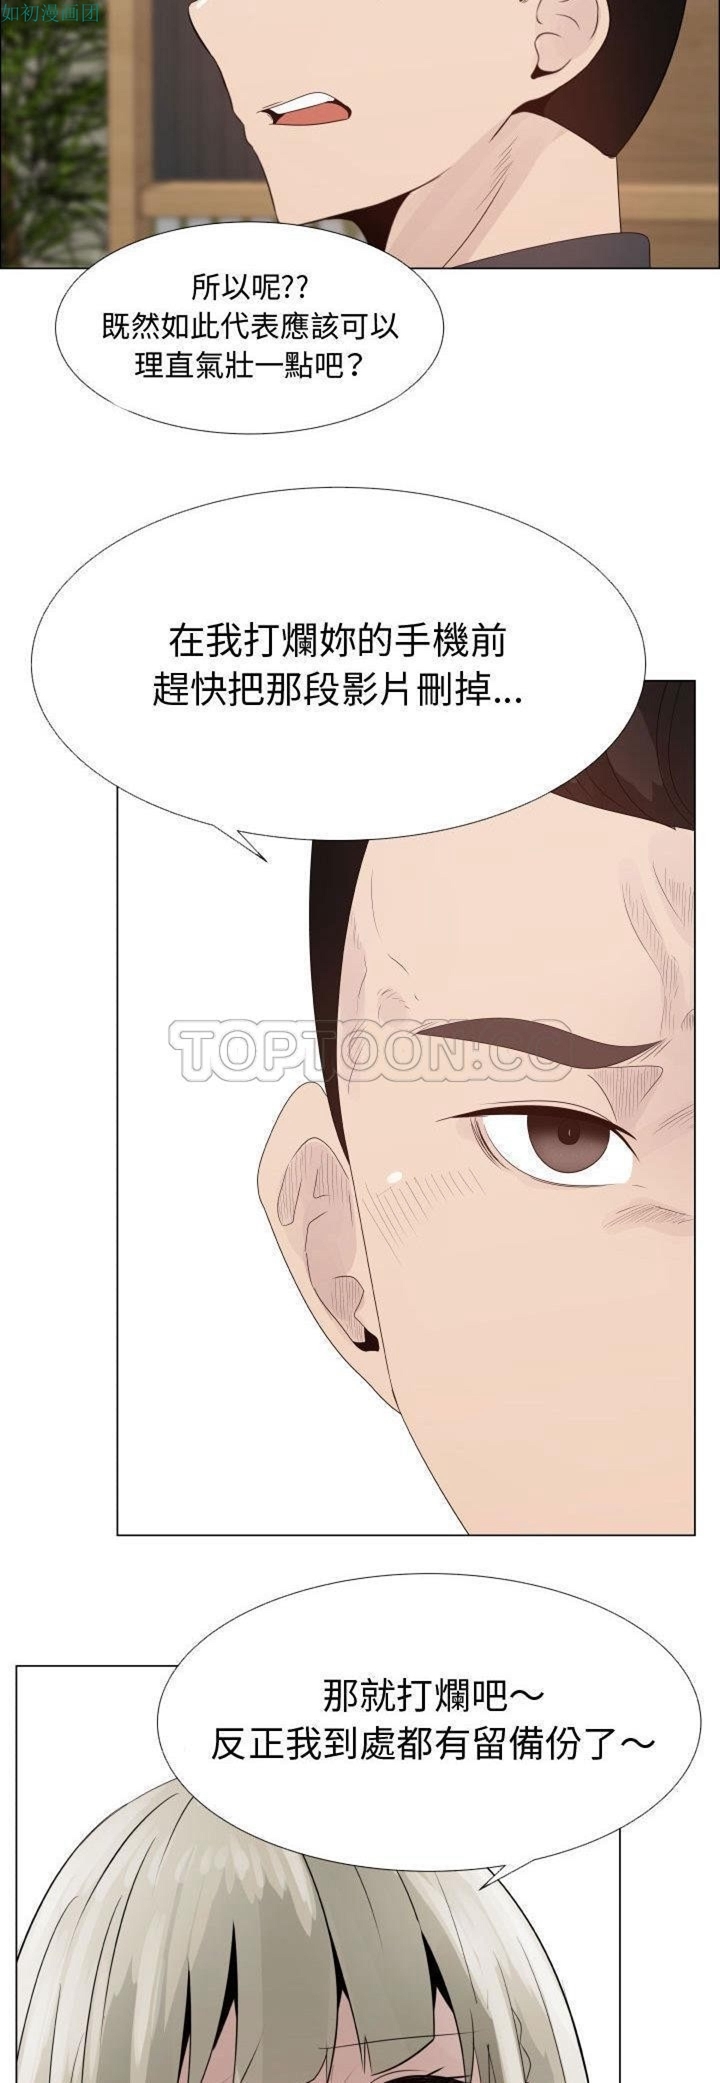 如初漫画团
所以呢??
既然如此代表應該可以
理直氣壯一點吧?
在我打爛妳的手機前
趕快把那段影片刪掉...
TOPTOON.CC
那就打爛吧～
反正我到處都有留備份了～